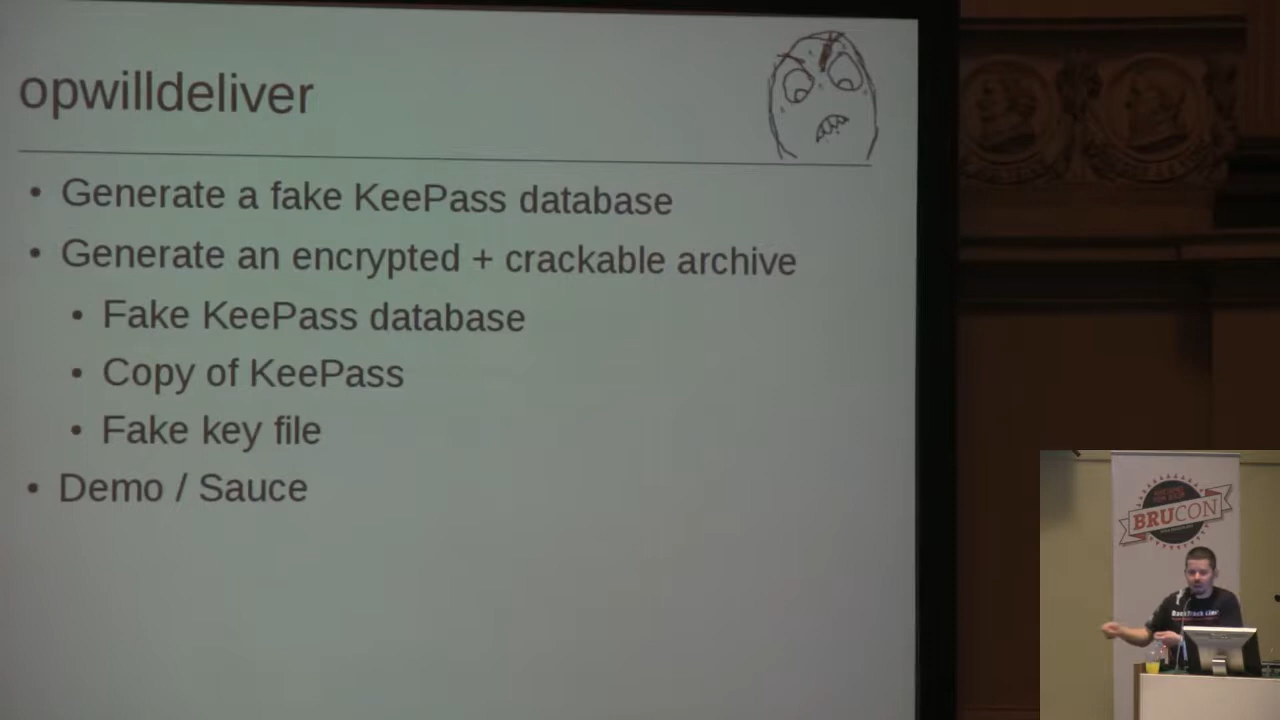 opwilldeliver
• Generate a fake KeePass database
• Generate an encrypted + crackable archive
• Fake KeePass database
• Copy of KeePass
• Fake key file
• Demo / Sauce
BRUCON